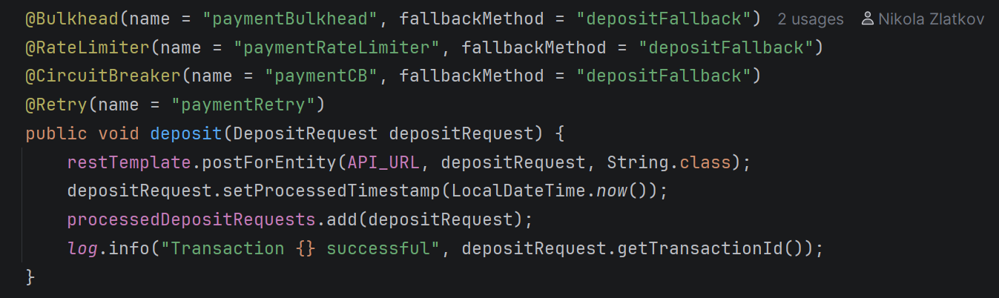 @Bulkhead(name = "paymentBulkhead", fallbackMethod = "depositFallback") 2 usages Nikola Zlatkov
@RateLimiter(name = "paymentRateLimiter", fallbackMethod = "depositFallback")
@CircuitBreaker(name = "paymentCB", fallbackMethod = "depositFallback")
@Retry(name = "paymentRetry")
public void deposit(DepositRequest depositRequest) {
    restTemplate.postForEntity(API_URL, depositRequest, String.class);
    depositRequest.setProcessedTimestamp(LocalDateTime.now());
    processedDepositRequests.add(depositRequest);
    log.info("Transaction {} successful", depositRequest.getTransactionId());
}